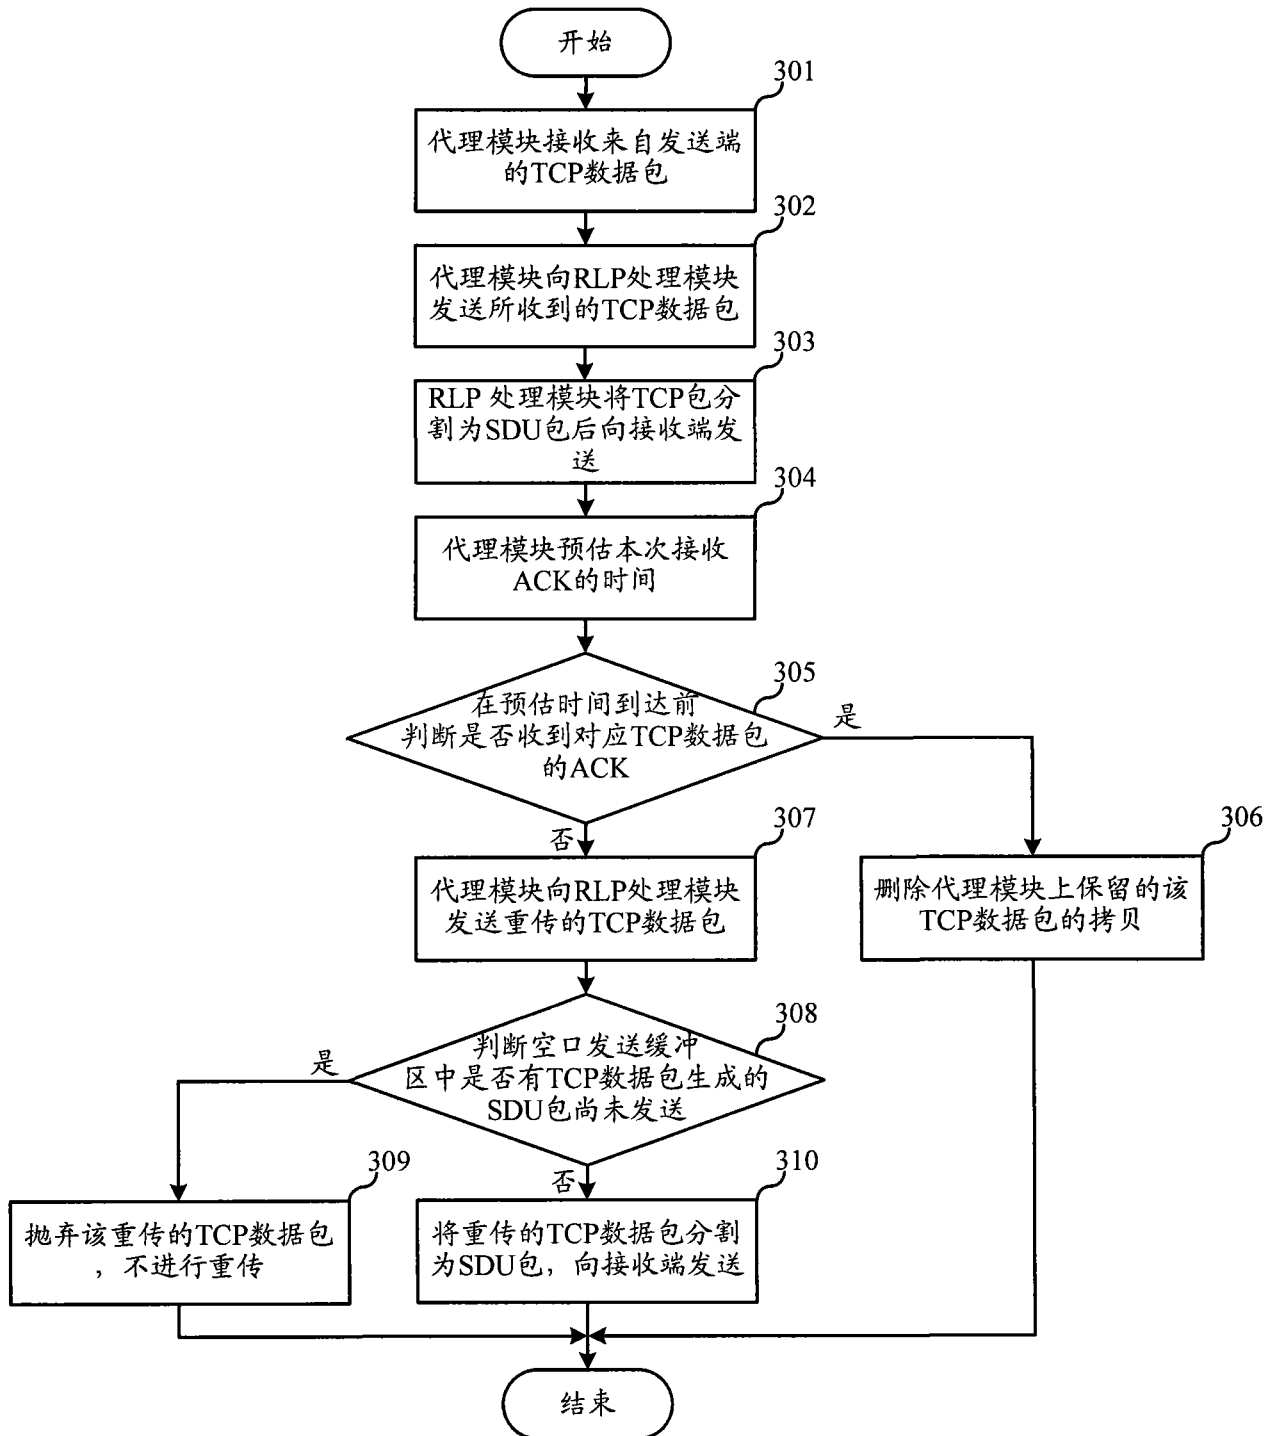 开始
301
代理模块接收来自发送端
的TCP数据包
302
代理模块向RLP处理模块
发送所收到的TCP数据包
303
RLP 处理模块将TCP包分
割为SDU包后向接收端发
送
304
代理模块预估本次接收
ACK的时间
305
在预估时间到达前
判断是否收到对应TCP数据包
的ACK
是
否
307
代理模块向RLP处理模块
发送重传的TCP数据包
306
删除代理模块上保留的该
TCP数据包的拷贝
308
判断空口发送缓冲
区中是否有TCP数据包生成的
SDU包尚未发送
是
否
309
抛弃该重传的TCP数据包
，不进行重传
310
将重传的TCP数据包分割
为SDU包，向接收端发送
结束